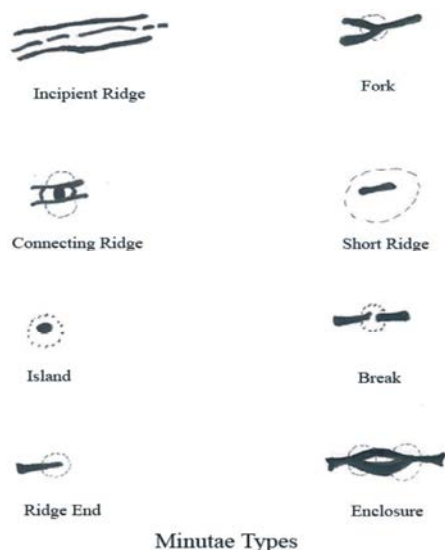 Incipient Ridge
Fork
Connecting Ridge
Short Ridge
Island
Break
Ridge End
Enclosure
Minutae Types